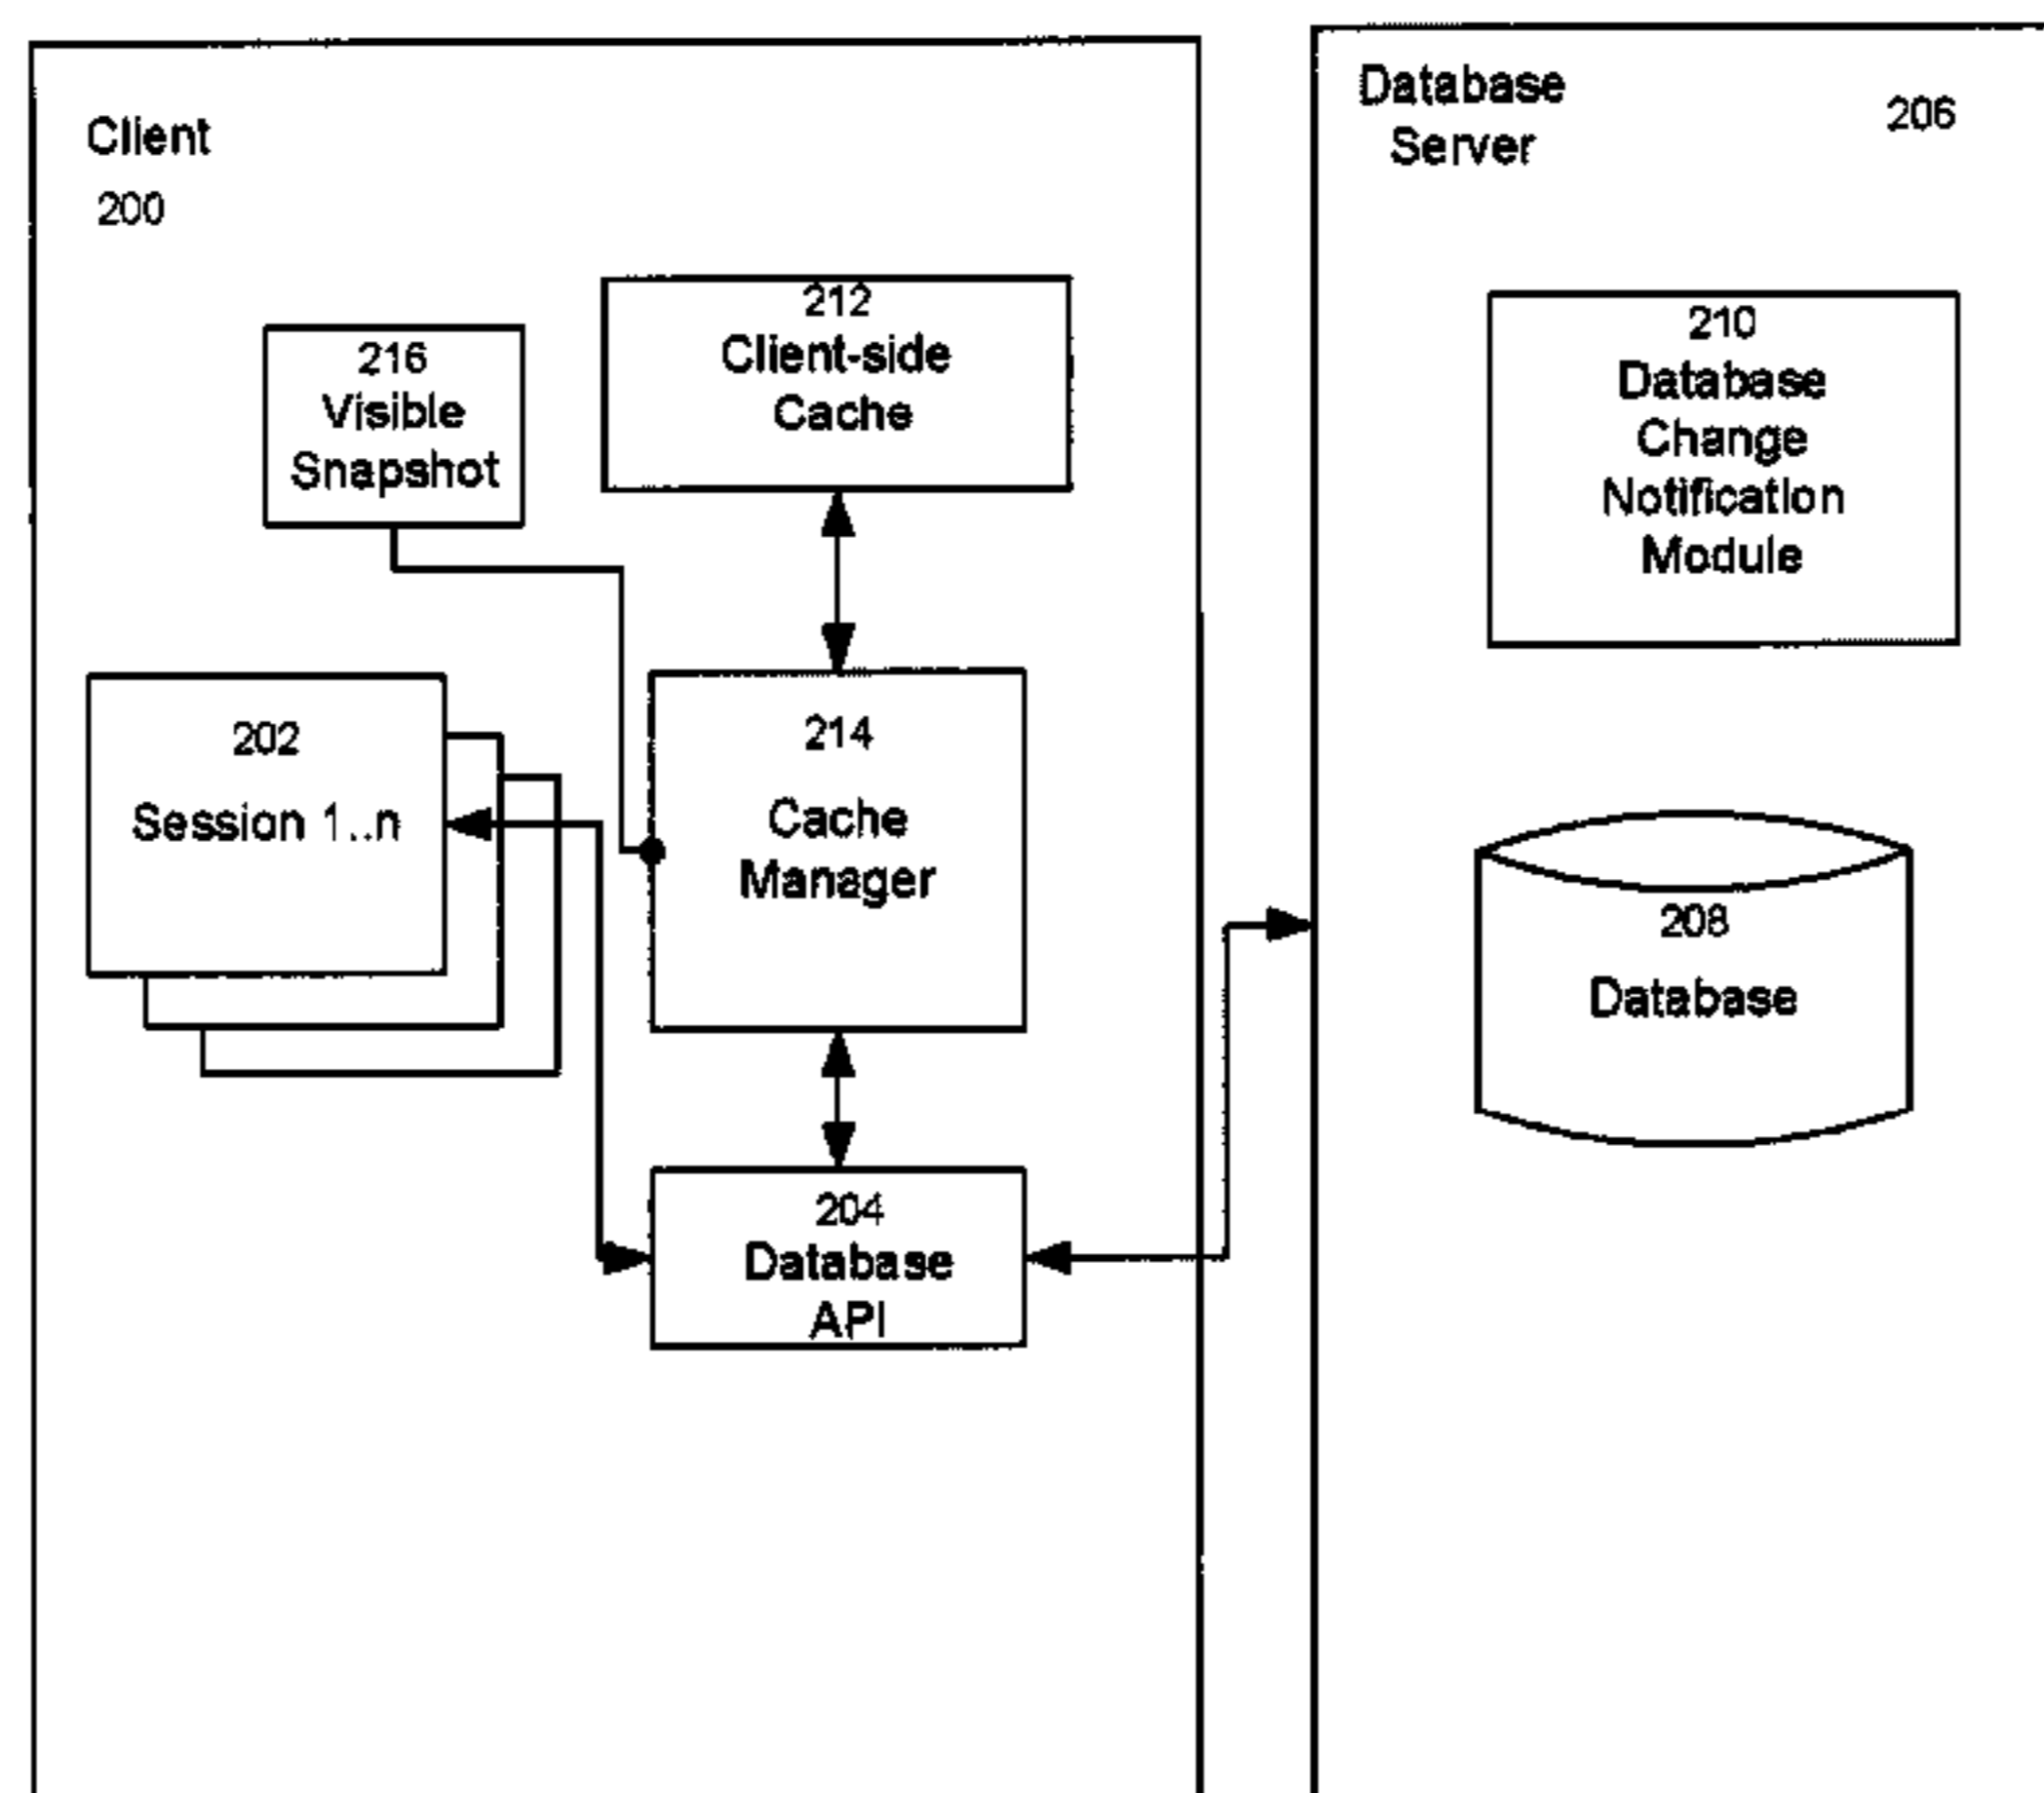 Client
200
216
Visible
Snapshot
212
Client-side
Cache
202
Session 1..n
214
Cache
Manager
204
Database
API
Database
Server
206
210
Database
Change
Notification
Module
208
Database